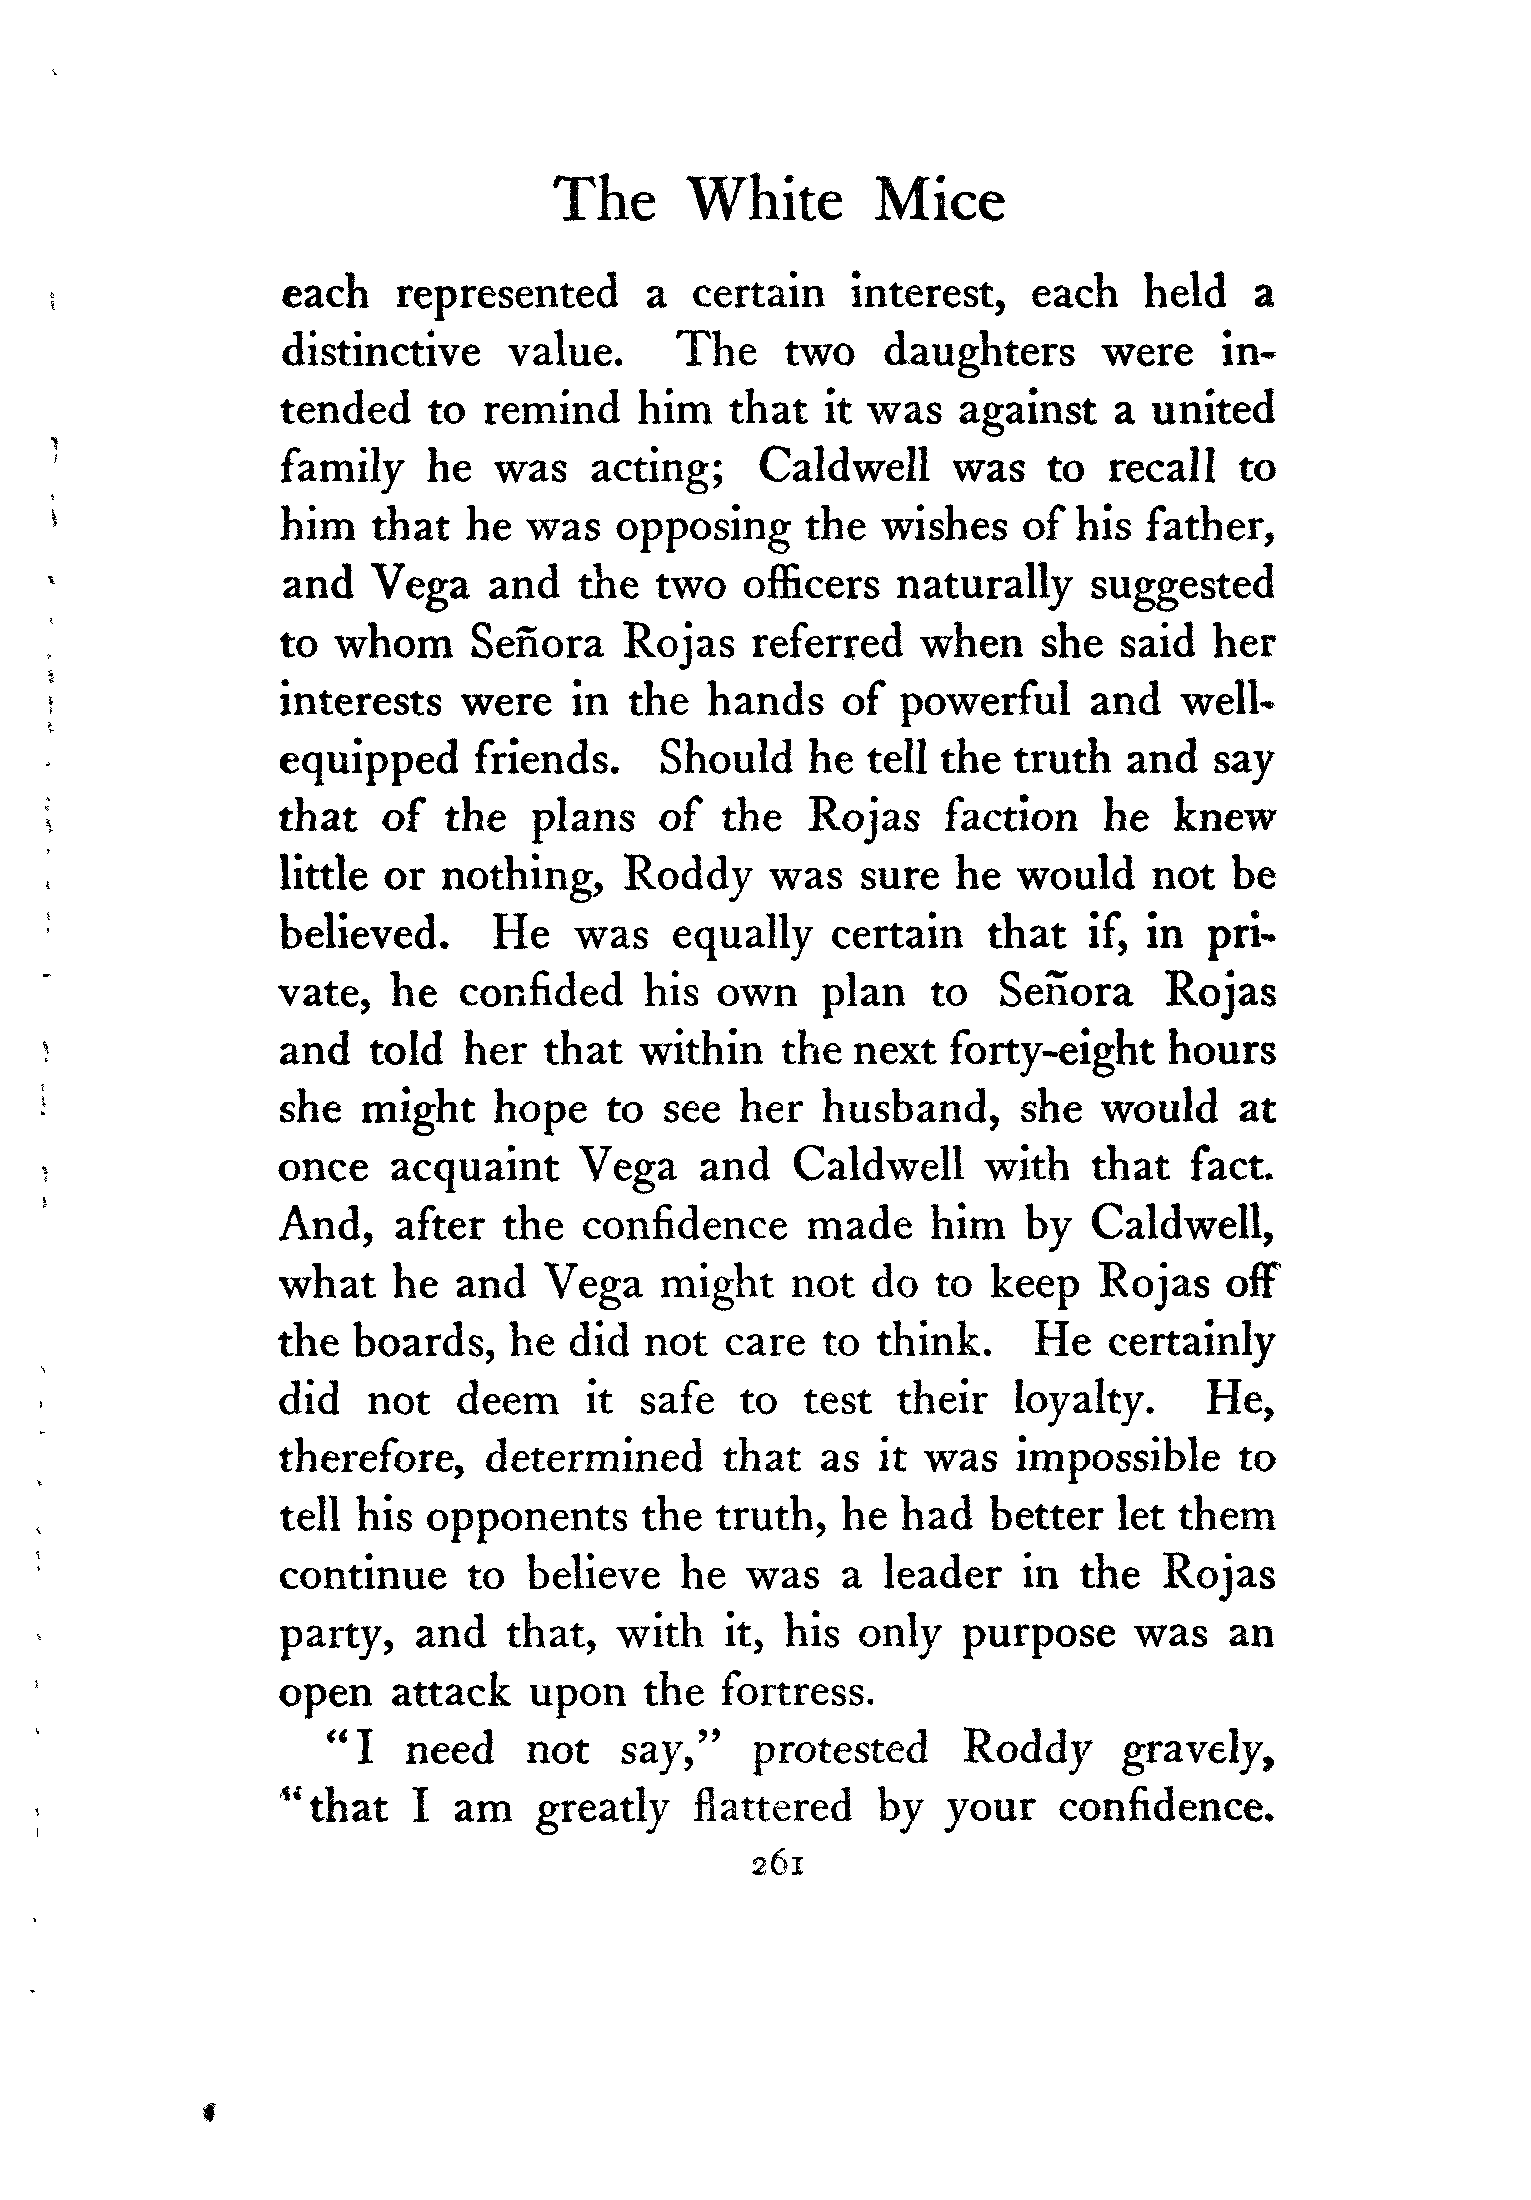 The White Mice
each represented a certain interest, each held a
distinctive value. The two daughters were in-
tended to remind him that it was against a united
family he was acting; Caldwell was to recall to
him that he was opposing the wishes of his father,
and Vega and the two officers naturally suggested
to whom Señora Rojas referred when she said her
interests were in the hands of powerful and well-
equipped friends. Should he tell the truth and say
that of the plans of the Rojas faction he knew
little or nothing, Roddy was sure he would not be
believed. He was equally certain that if, in pri-
vate, he confided his own plan to Señora Rojas
and told her that within the next forty-eight hours
she might hope to see her husband, she would at
once acquaint Vega and Caldwell with that fact.
And, after the confidence made him by Caldwell,
what he and Vega might not do to keep Rojas off
the boards, he did not care to think. He certainly
did not deem it safe to test their loyalty. He,
therefore, determined that as it was impossible to
tell his opponents the truth, he had better let them
continue to believe he was a leader in the Rojas
party, and that, with it, his only purpose was an
open attack upon the fortress.
"I need not say," protested Roddy gravely,
"that I am greatly flattered by your confidence.
261